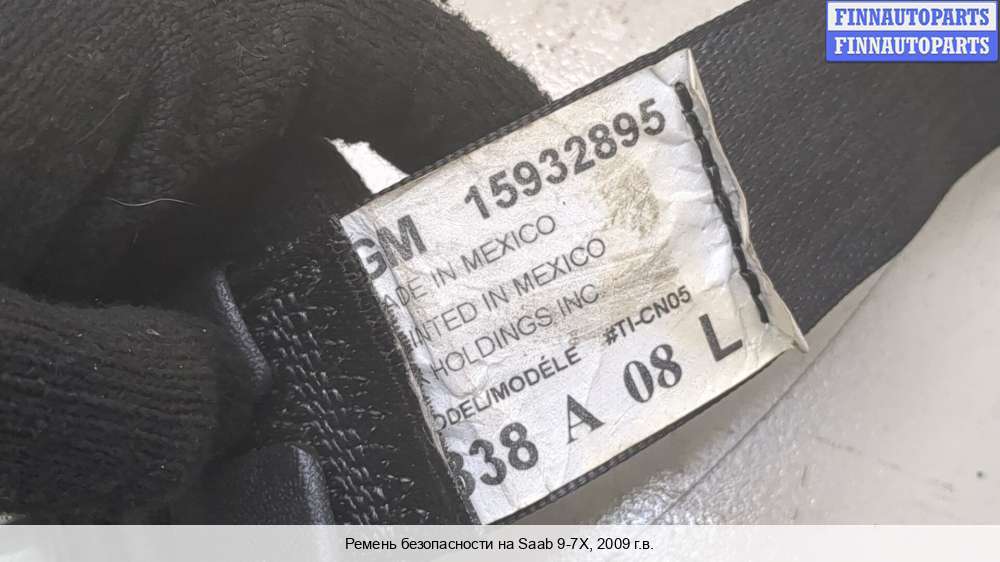 FINNAUTOPARTS
FINNAUTOPARTS
GM 15932895
ADE IN MEXICO
INTED IN MEXICO
HOLDINGS INC
ODEL/MODÉLE #TI-CN05
338 A 08 L
Ремень безопасности на Saab 9-7X, 2009 г.в.